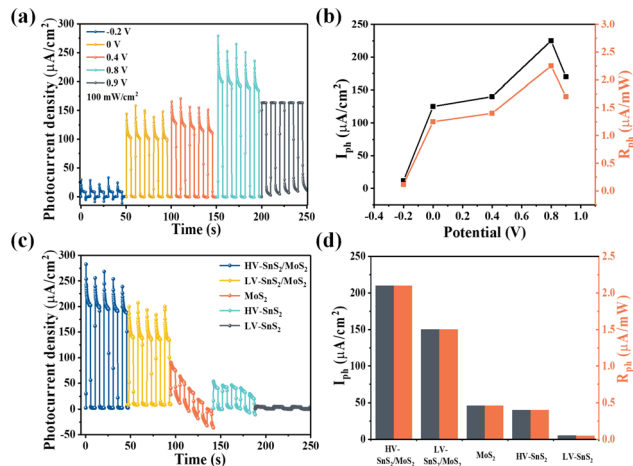 (a)
-0.2 V
0 V
0.4 V
0.8 V
0.9 V
100 mW/cm²
Photocurrent density (μA/cm²)
300
250
200
150
100
50
0
0 50 100 150 200 250
Time (s)
(b)
I_ph (μA/cm²)
250
200
150
100
50
0
-0.4 -0.2 0.0 0.2 0.4 0.6 0.8 1.0
Potential (V)
3.0
2.5
2.0
1.5
1.0
0.5
0.0
R_ph (μA/mW)
(c)
HV-SnS₂/MoS₂
LV-SnS₂/MoS₂
MoS₂
HV-SnS₂
LV-SnS₂
Photocurrent density (μA/cm²)
350
300
250
200
150
100
50
0
-50
0 50 100 150 200 250
Time (s)
(d)
I_ph (μA/cm²)
250
200
150
100
50
0
HV-
SnS₂/MoS₂
LV-
SnS₂/MoS₂
MoS₂
HV-SnS₂
LV-SnS₂
2.5
2.0
1.5
1.0
0.5
0.0
R_ph (μA/mW)